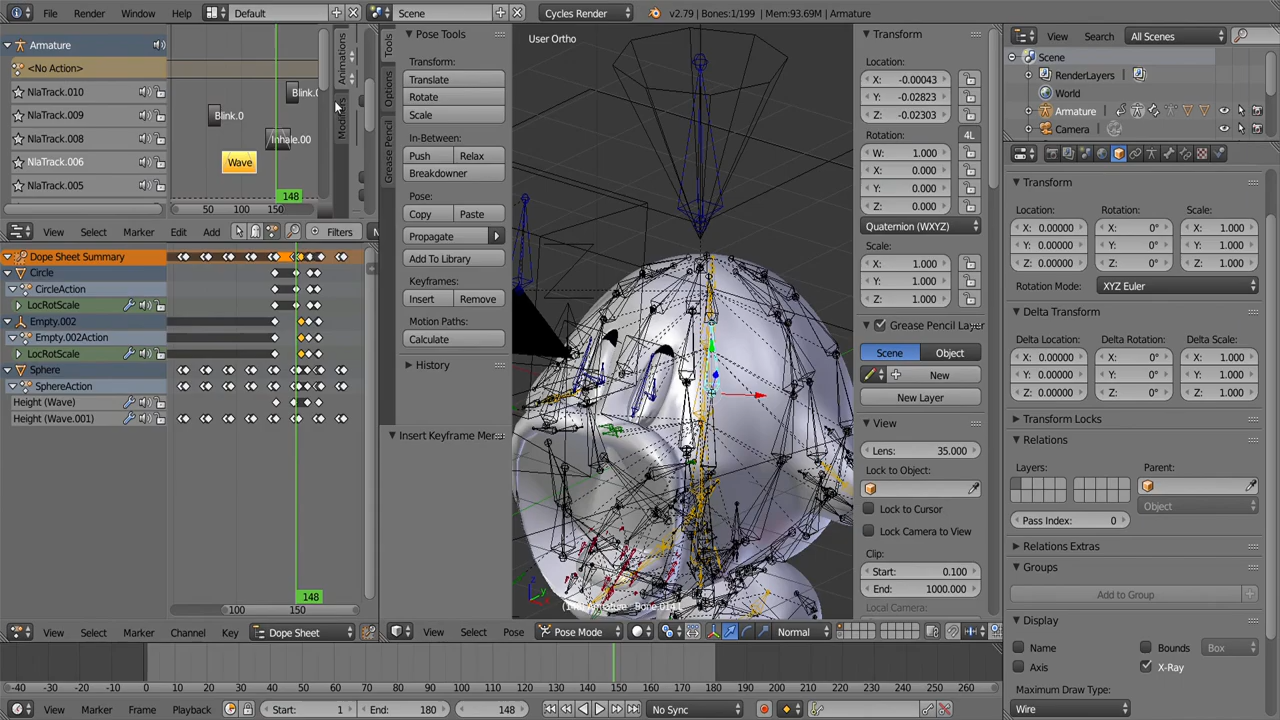 File Render Window Help Default Scene Cycles Render v2.79 | Bones:1/199 | Mem:93.69M | Armature
Armature
<No Action>
NlaTrack.010
NlaTrack.009
NlaTrack.008
NlaTrack.006
NlaTrack.005
Blink.0
Blink.0
Inhale.00
Wave
148
50 100 150
Animations
Modifiers
View Select Marker Edit Add Filters N
Dope Sheet Summary
Circle
CircleAction
LocRotScale
Empty.002
Empty.002Action
LocRotScale
Sphere
SphereAction
Height (Wave)
Height (Wave.001)
148
100 150
View Select Marker Channel Key Dope Sheet
Tools
Options
Grease Pencil
Pose Tools
Transform:
Translate
Rotate
Scale
In-Between:
Push Relax
Breakdowner
Pose:
Copy Paste
Propagate
Add To Library
Keyframes:
Insert Remove
Motion Paths:
Calculate
History
Insert Keyframe Men
User Ortho
View Select Pose Pose Mode Normal
Transform
Location:
X: -0.00043
Y: -0.02823
Z: -0.02303
Rotation: 4L
W: 1.000
X: 0.000
Y: 0.000
Z: 0.000
Quaternion (WXYZ)
Scale:
X: 1.000
Y: 1.000
Z: 1.000
Grease Pencil Layer
Scene Object
New
New Layer
View
Lens: 35.000
Lock to Object:
Lock to Cursor
Lock Camera to View
Clip:
Start: 0.100
End: 1000.000
Local Camera:
View Search All Scenes
Scene
RenderLayers
World
Armature
Camera
Transform
Location: Rotation: Scale:
X: 0.00000 X: 0° X: 1.000
Y: 0.00000 Y: 0° Y: 1.000
Z: 0.00000 Z: 0° Z: 1.000
Rotation Mode: XYZ Euler
Delta Transform
Delta Location: Delta Rotation: Delta Scale:
X: 0.00000 X: 0° X: 1.000
Y: 0.00000 Y: 0° Y: 1.000
Z: 0.00000 Z: 0° Z: 1.000
Transform Locks
Relations
Layers: Parent:
Object
Pass Index: 0
Relations Extras
Groups
Add to Group
Display
Name Bounds Box
Axis X-Ray
Maximum Draw Type:
Wire
-40 -30 -20 -10 0 10 20 30 40 50 60 70 80 90 100 110 120 130 140 150 160 170 180 190 200 210 220 230 240 250 260
View Marker Frame Playback Start: 1 End: 180 148 No Sync